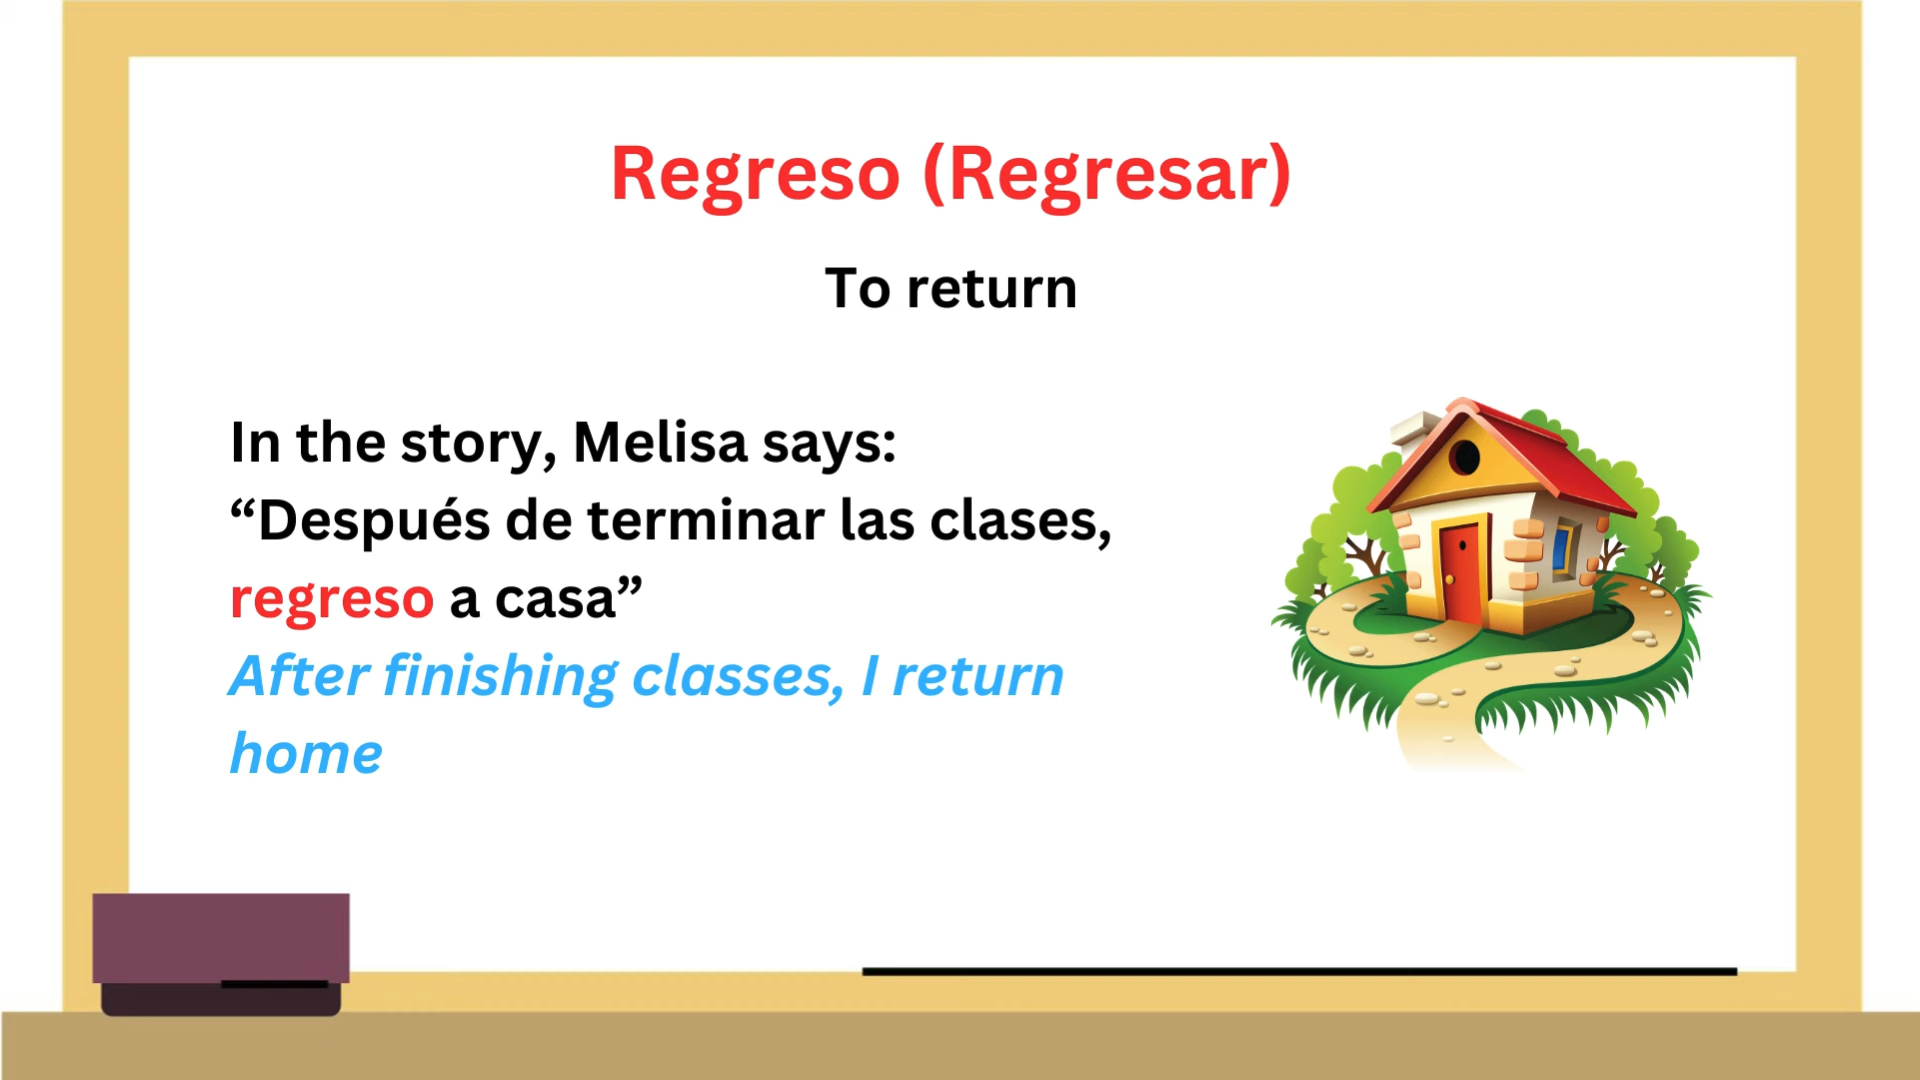 Regreso (Regresar)
To return
In the story, Melisa says:
“Después de terminar las clases,
regreso a casa”
After finishing classes, I return
home